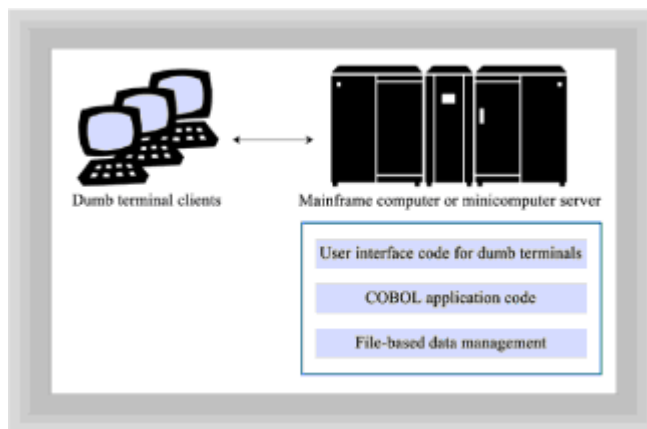 Dumb terminal clients
Mainframe computer or minicomputer server
User interface code for dumb terminals
COBOL application code
File-based data management